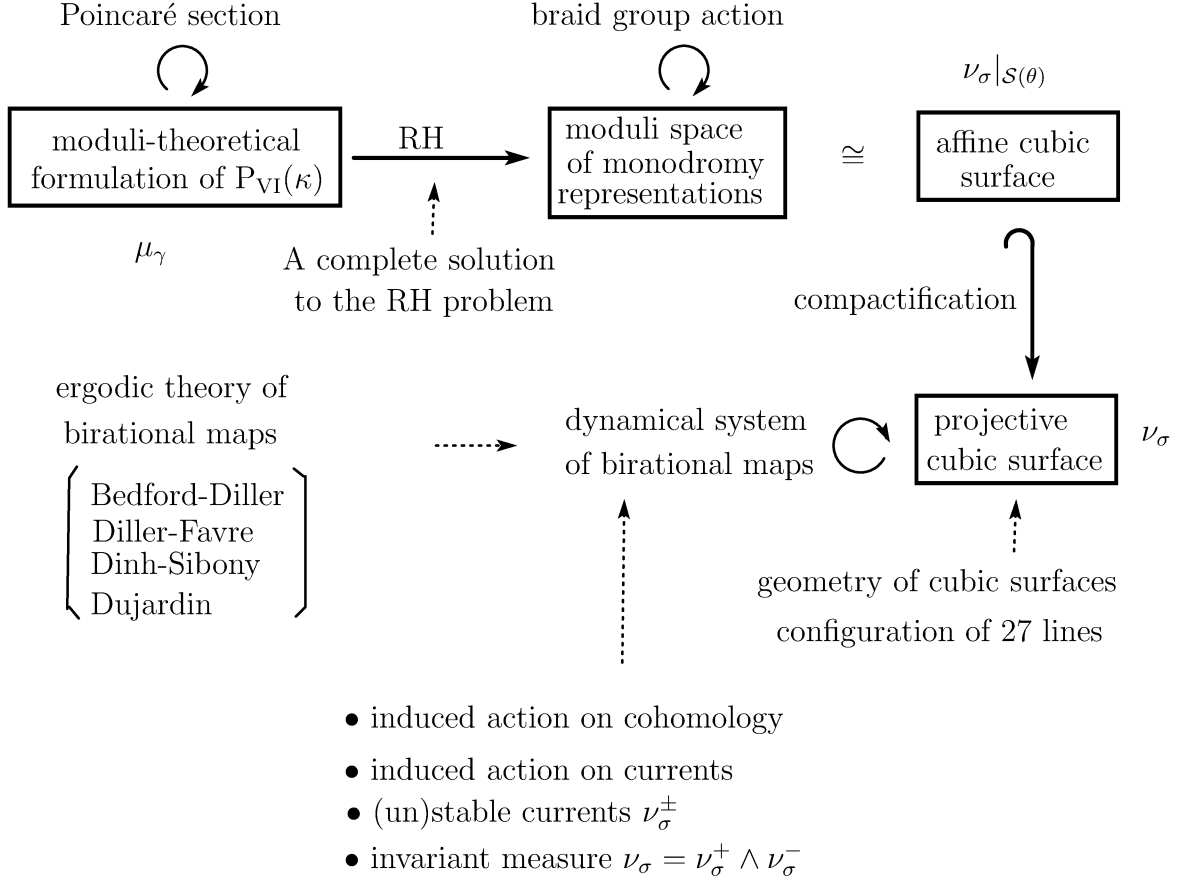 Poincaré section
braid group action
ν_σ|_{𝒮(θ)}
moduli-theoretical
formulation of P_{VI}(κ)
RH
moduli space
of monodromy
representations
≅
affine cubic
surface
μ_γ
A complete solution
to the RH problem
compactification
ergodic theory of
birational maps
Bedford-Diller
Diller-Favre
Dinh-Sibony
Dujardin
dynamical system
of birational maps
projective
cubic surface
ν_σ
geometry of cubic surfaces
configuration of 27 lines
• induced action on cohomology
• induced action on currents
• (un)stable currents ν_σ^±
• invariant measure ν_σ = ν_σ^+ ∧ ν_σ^-